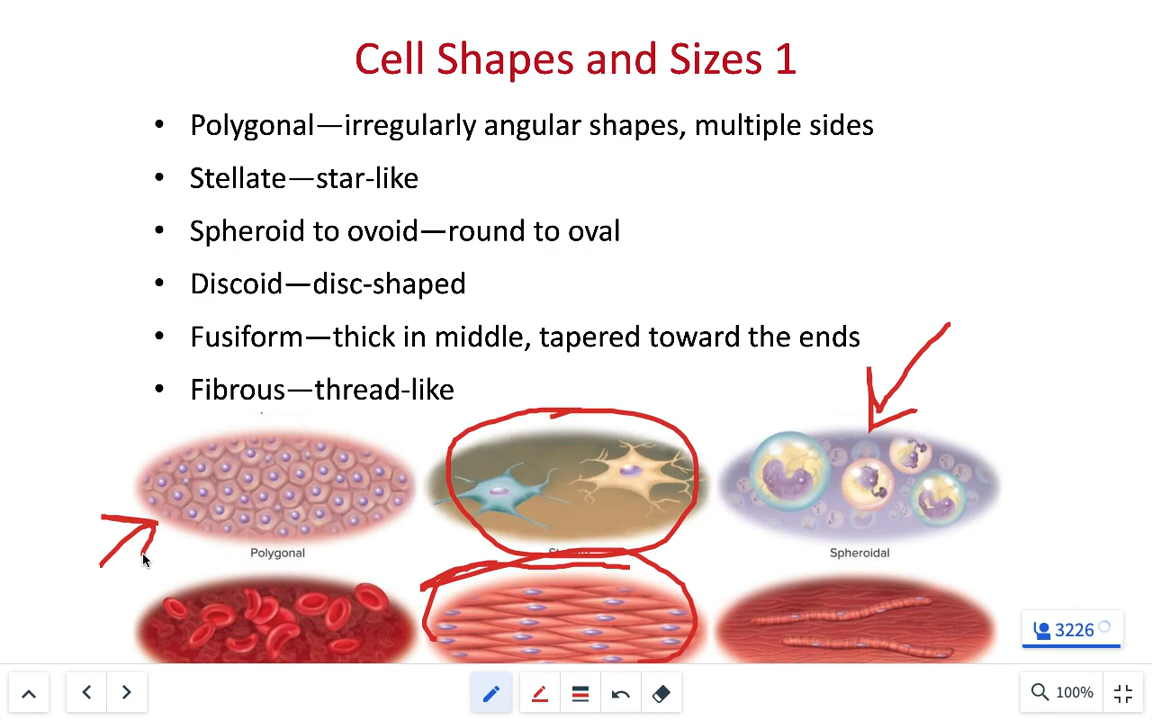 Cell Shapes and Sizes 1
• Polygonal—irregularly angular shapes, multiple sides
• Stellate—star-like
• Spheroid to ovoid—round to oval
• Discoid—disc-shaped
• Fusiform—thick in middle, tapered toward the ends
• Fibrous—thread-like
Polygonal
Spheroidal
3226
100%